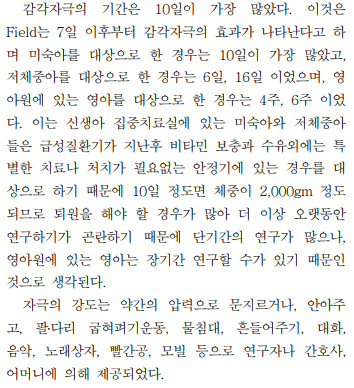 감각자극의 기간은 10일이 가장 많았다. 이것은
Field는 7일 이후부터 감각자극의 효과가 나타난다고 하
며 미숙아를 대상으로 한 경우는 10일이 가장 많았고,
저체중아를 대상으로 한 경우는 6일, 16일 이었으며, 영
아원에 있는 영아를 대상으로 한 경우는 4주, 6주 이었
다. 이는 신생아 집중치료실에 있는 미숙아와 저체중아
들은 급성질환기가 지난후 비타민 보충과 수유외에는 특
별한 치료나 처치가 필요없는 안정기에 있는 경우를 대
상으로 하기 때문에 10일 정도면 체중이 2,000gm 정도
되므로 퇴원을 해야 할 경우가 많아 더 이상 오랫동안
연구하기가 곤란하기 때문에 단기간의 연구가 많으나,
영아원에 있는 영아는 장기간 연구할 수가 있기 때문인
것으로 생각된다.
자극의 강도는 약간의 압력으로 문지르거나, 안아주
고, 팔·다리 굽혀펴기운동, 물침대, 흔들어주기, 대화,
음악, 노래상자, 빨간공, 모빌 등으로 연구자나 간호사,
어머니에 의해 제공되었다.